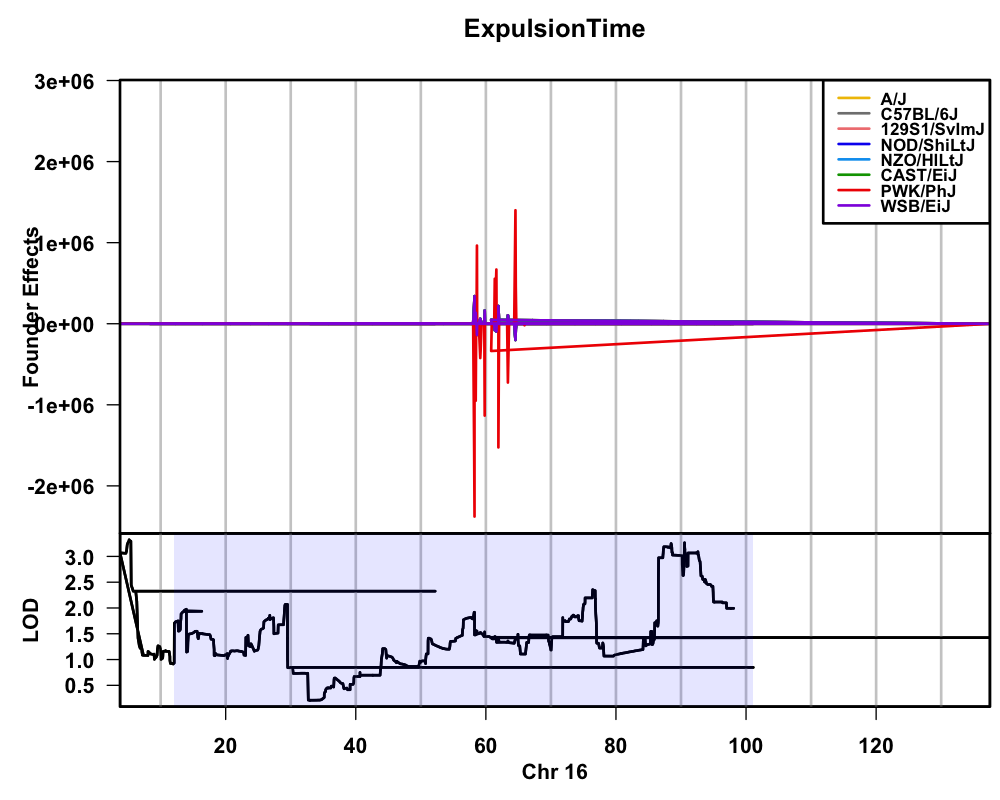 ExpulsionTime
3e+06
2e+06
1e+06
0e+00
-1e+06
-2e+06
Founder Effects
A/J
C57BL/6J
129S1/SvImJ
NOD/ShiLtJ
NZO/HlLtJ
CAST/EiJ
PWK/PhJ
WSB/EiJ
3.0
2.5
2.0
1.5
1.0
0.5
LOD
20 40 60 80 100 120
Chr 16